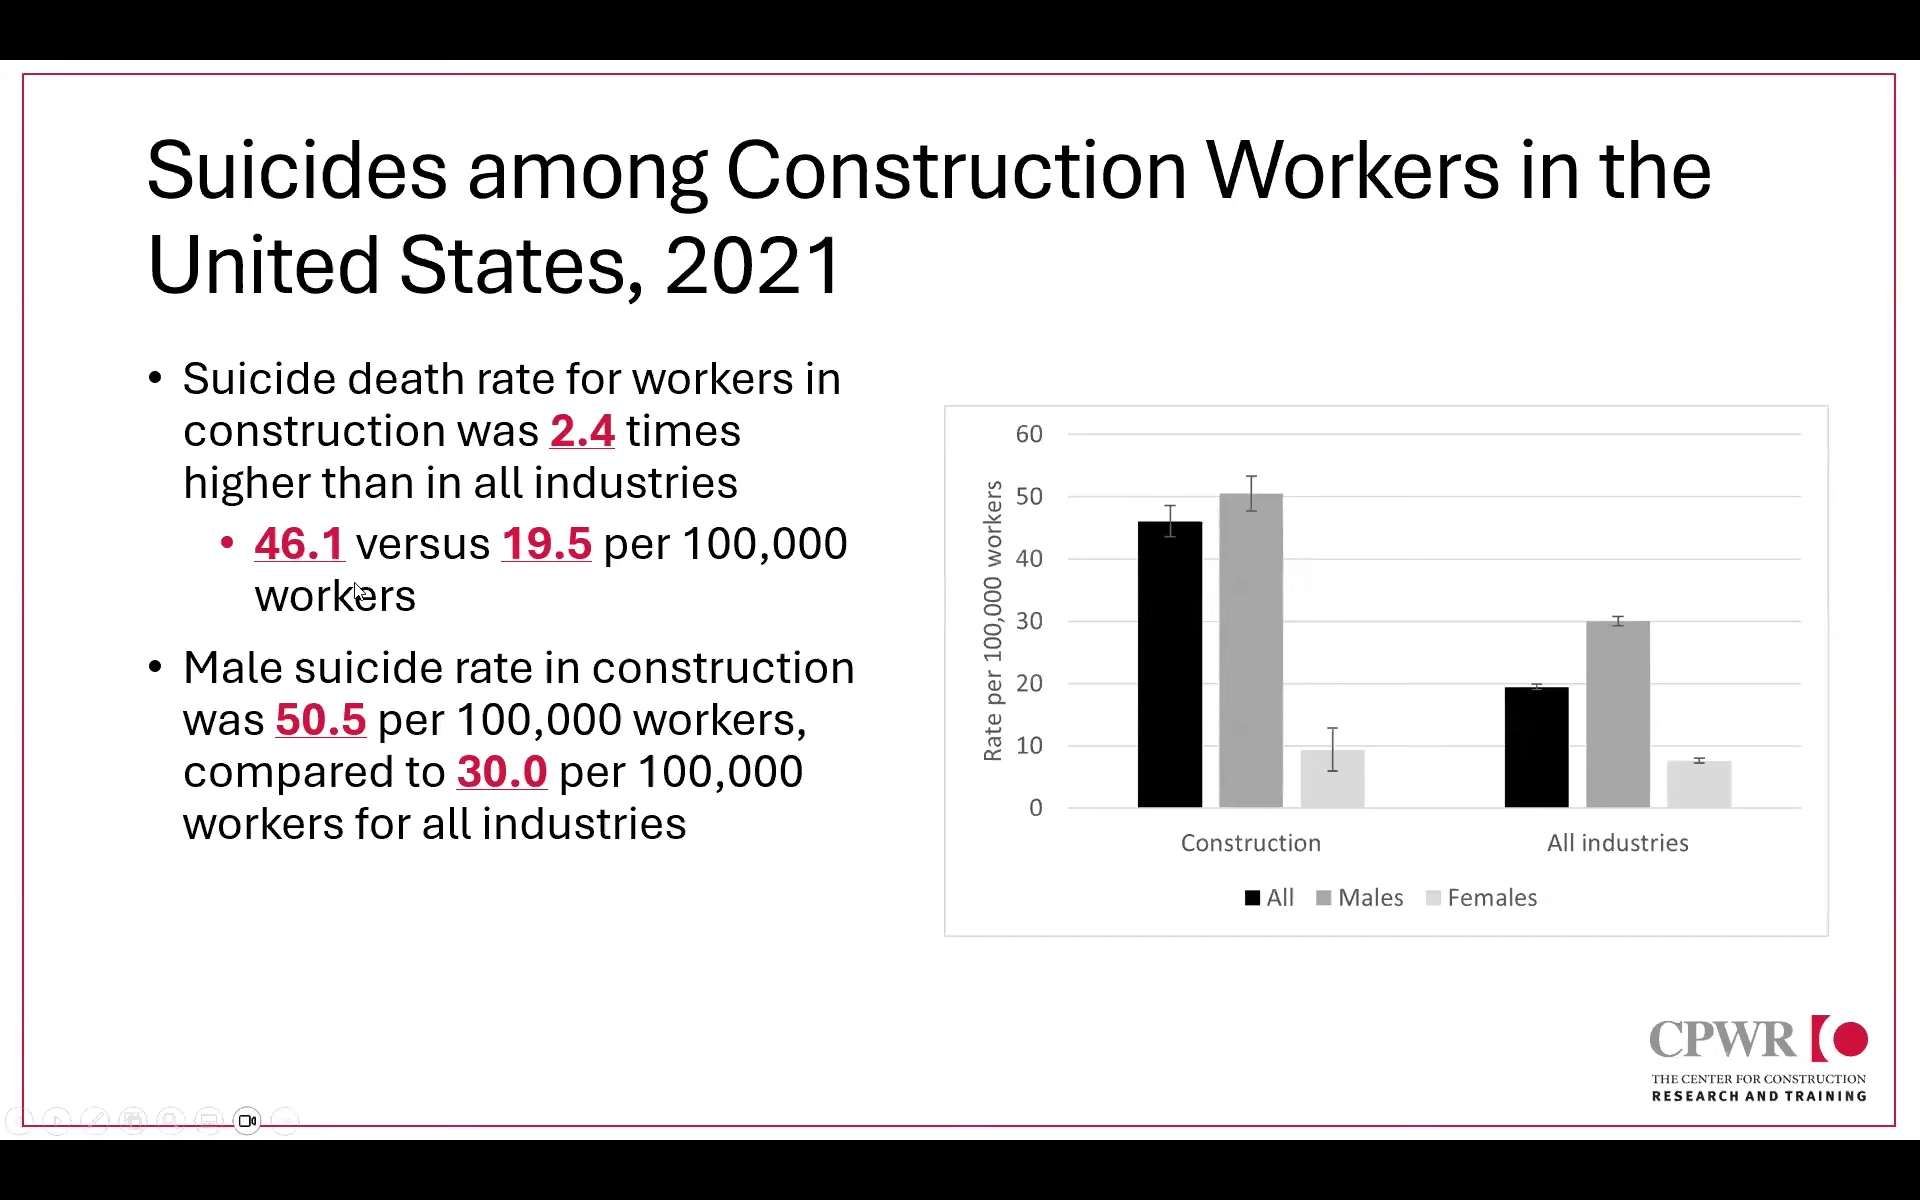 Suicides among Construction Workers in the
United States, 2021
• Suicide death rate for workers in
construction was 2.4 times
higher than in all industries
• 46.1 versus 19.5 per 100,000
workers
• Male suicide rate in construction
was 50.5 per 100,000 workers,
compared to 30.0 per 100,000
workers for all industries
Rate per 100,000 workers
60
50
40
30
20
10
0
Construction All industries
All Males Females
CPWR
THE CENTER FOR CONSTRUCTION
RESEARCH AND TRAINING